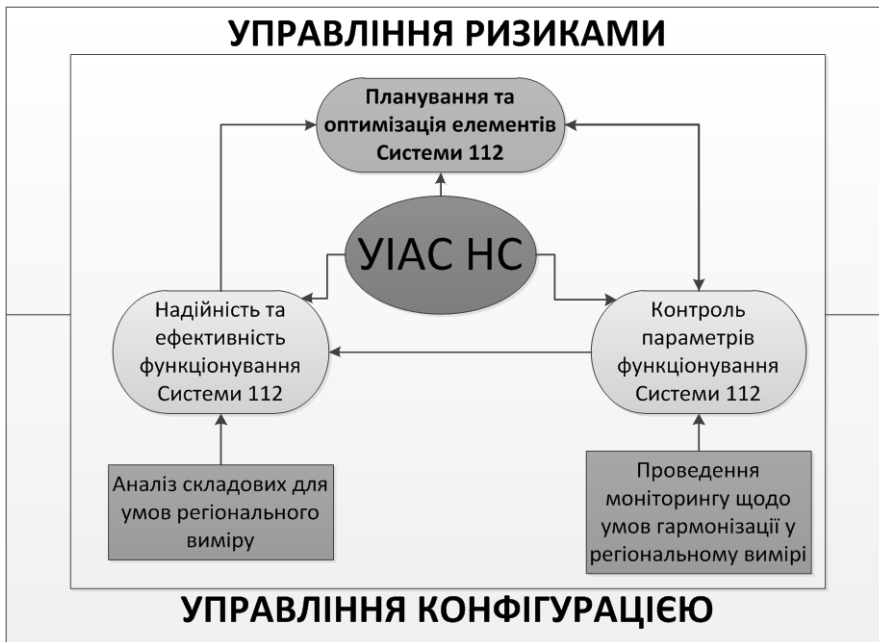 УПРАВЛІННЯ РИЗИКАМИ
Планування та
оптимізація елементів
Системи 112
УІАС НС
Надійність та
ефективність
функціонування
Системи 112
Контроль
параметрів
функціонування
Системи 112
Аналіз складових для
умов регіонального
виміру
Проведення
моніторингу щодо
умов гармонізації у
регіональному вимірі
УПРАВЛІННЯ КОНФІГУРАЦІЄЮ